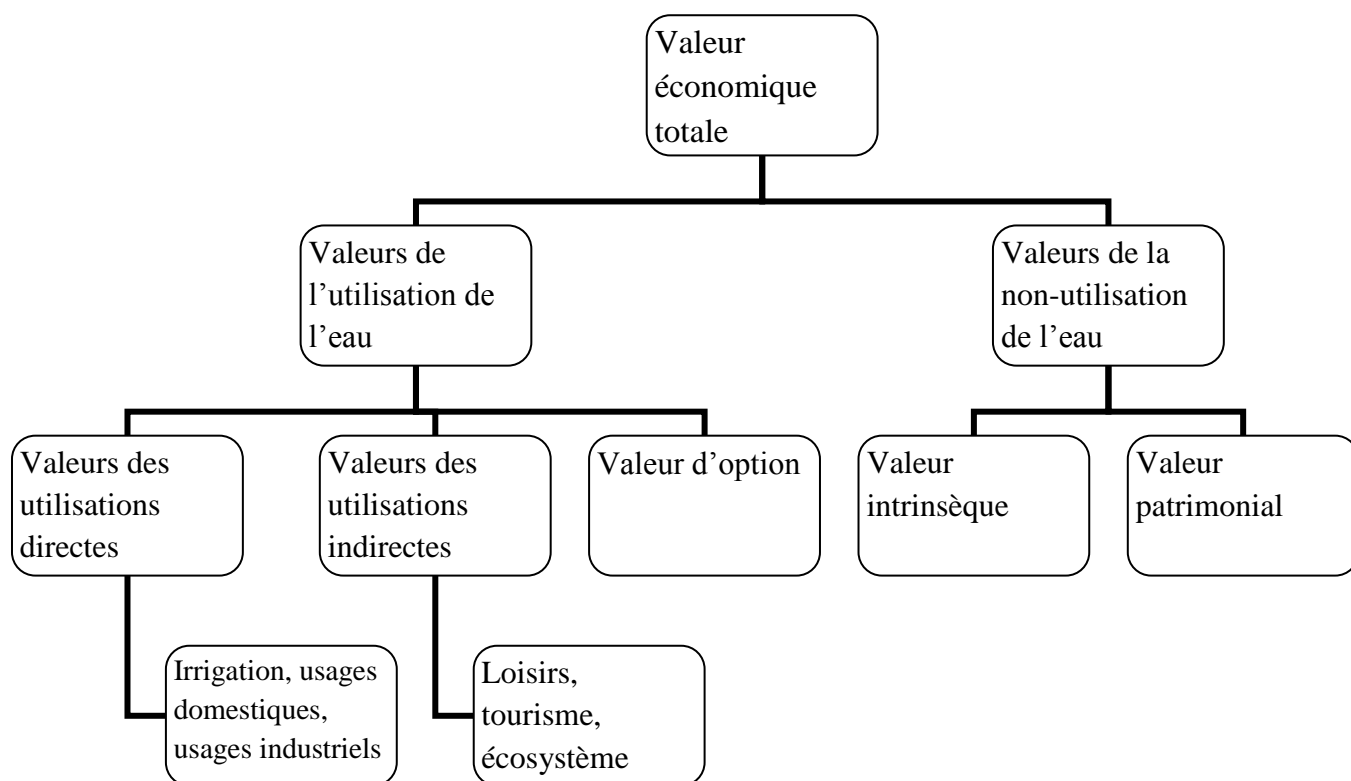 Valeur
économique
totale
Valeurs de
l’utilisation de
l’eau
Valeurs de la
non-utilisation
de l’eau
Valeurs des
utilisations
directes
Valeurs des
utilisations
indirectes
Valeur d’option
Valeur
intrinsèque
Valeur
patrimonial
Irrigation, usages
domestiques,
usages industriels
Loisirs,
tourisme,
écosystème